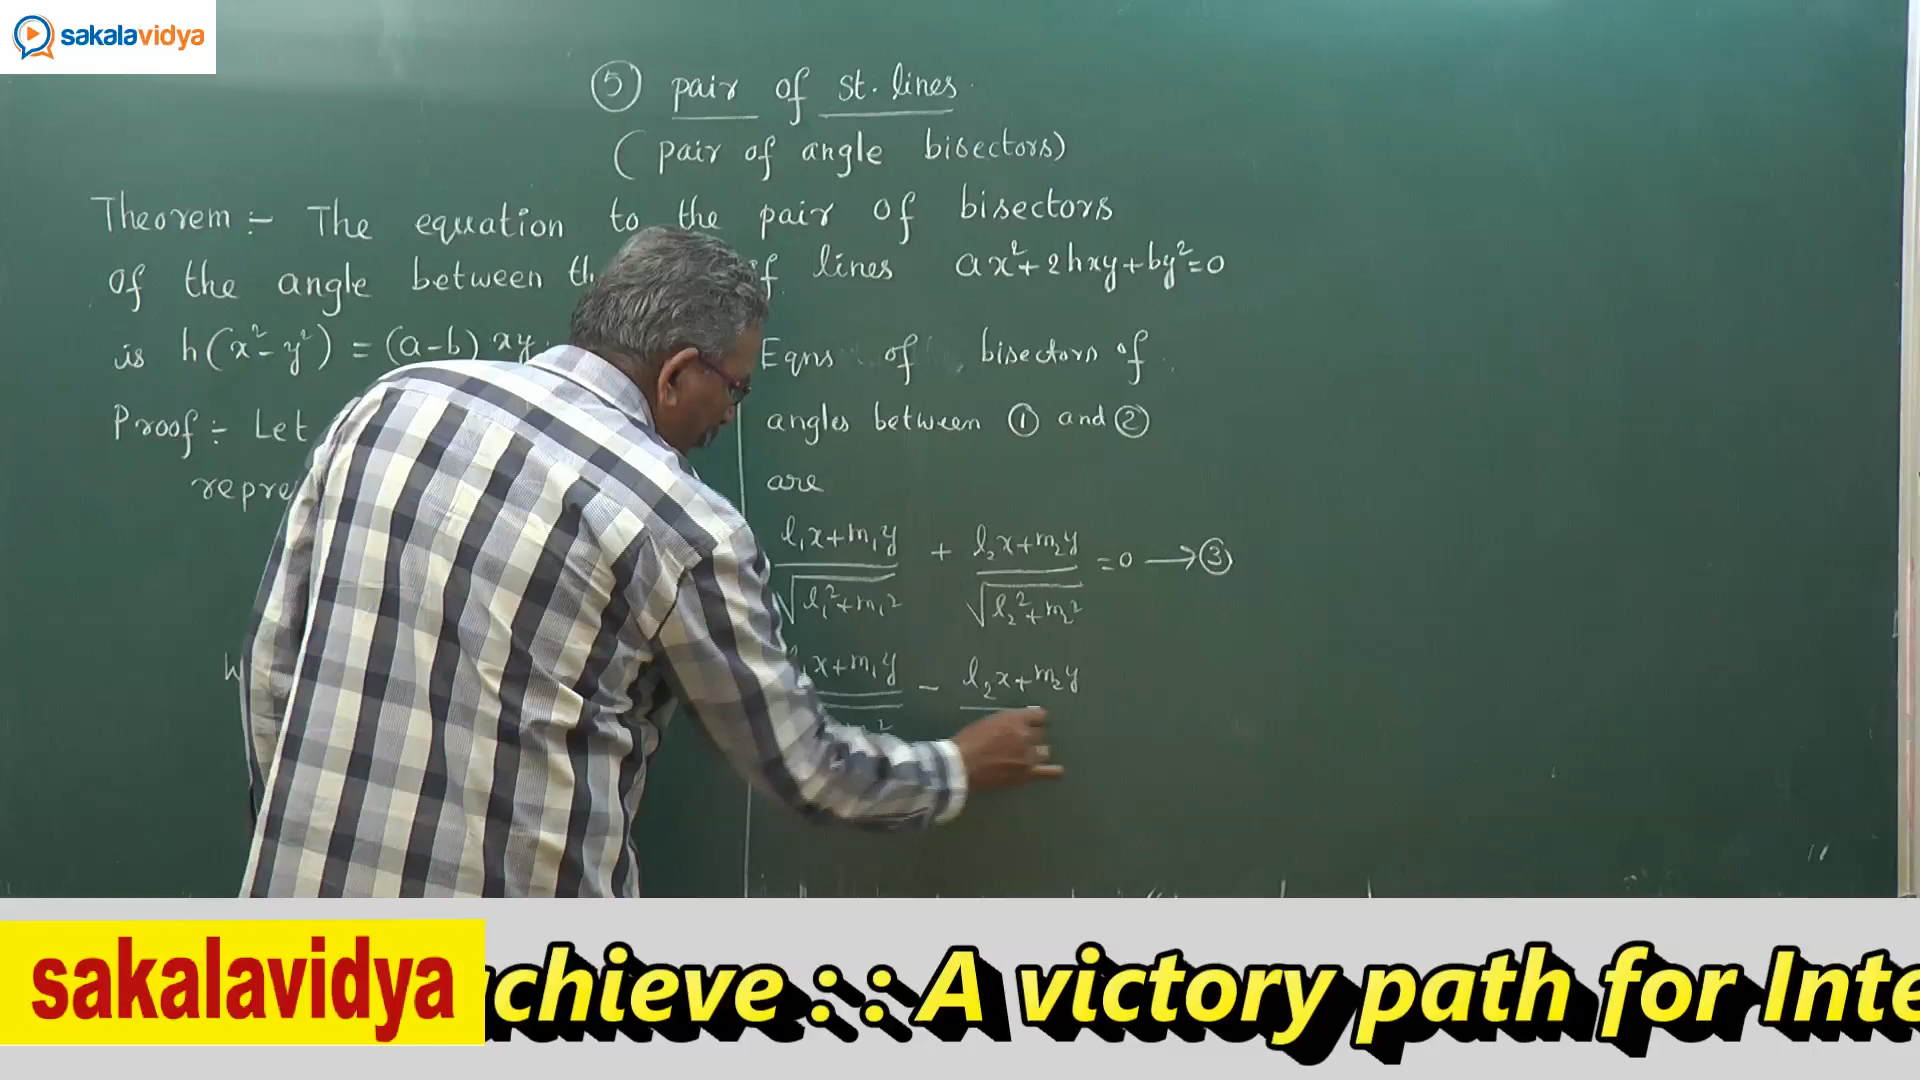 sakalavidya
5 pair of st. lines
(pair of angle bisectors)
Theorem :- The equation to the pair of bisectors
of the angle between of lines ax²+2hxy+by²=0
is h(x²-y²) = (a-b) xy.
Proof :- Let
Eqns of bisectors of
angles between ① and ②
are
l₁x+m₁y/√(l₁²+m₁²) + l₂x+m₂y/√(l₂²+m₂²) =0 → ③
x+m₁y - l₂x+m₂y
sakalavidya
chieve : : A victory path for Inte